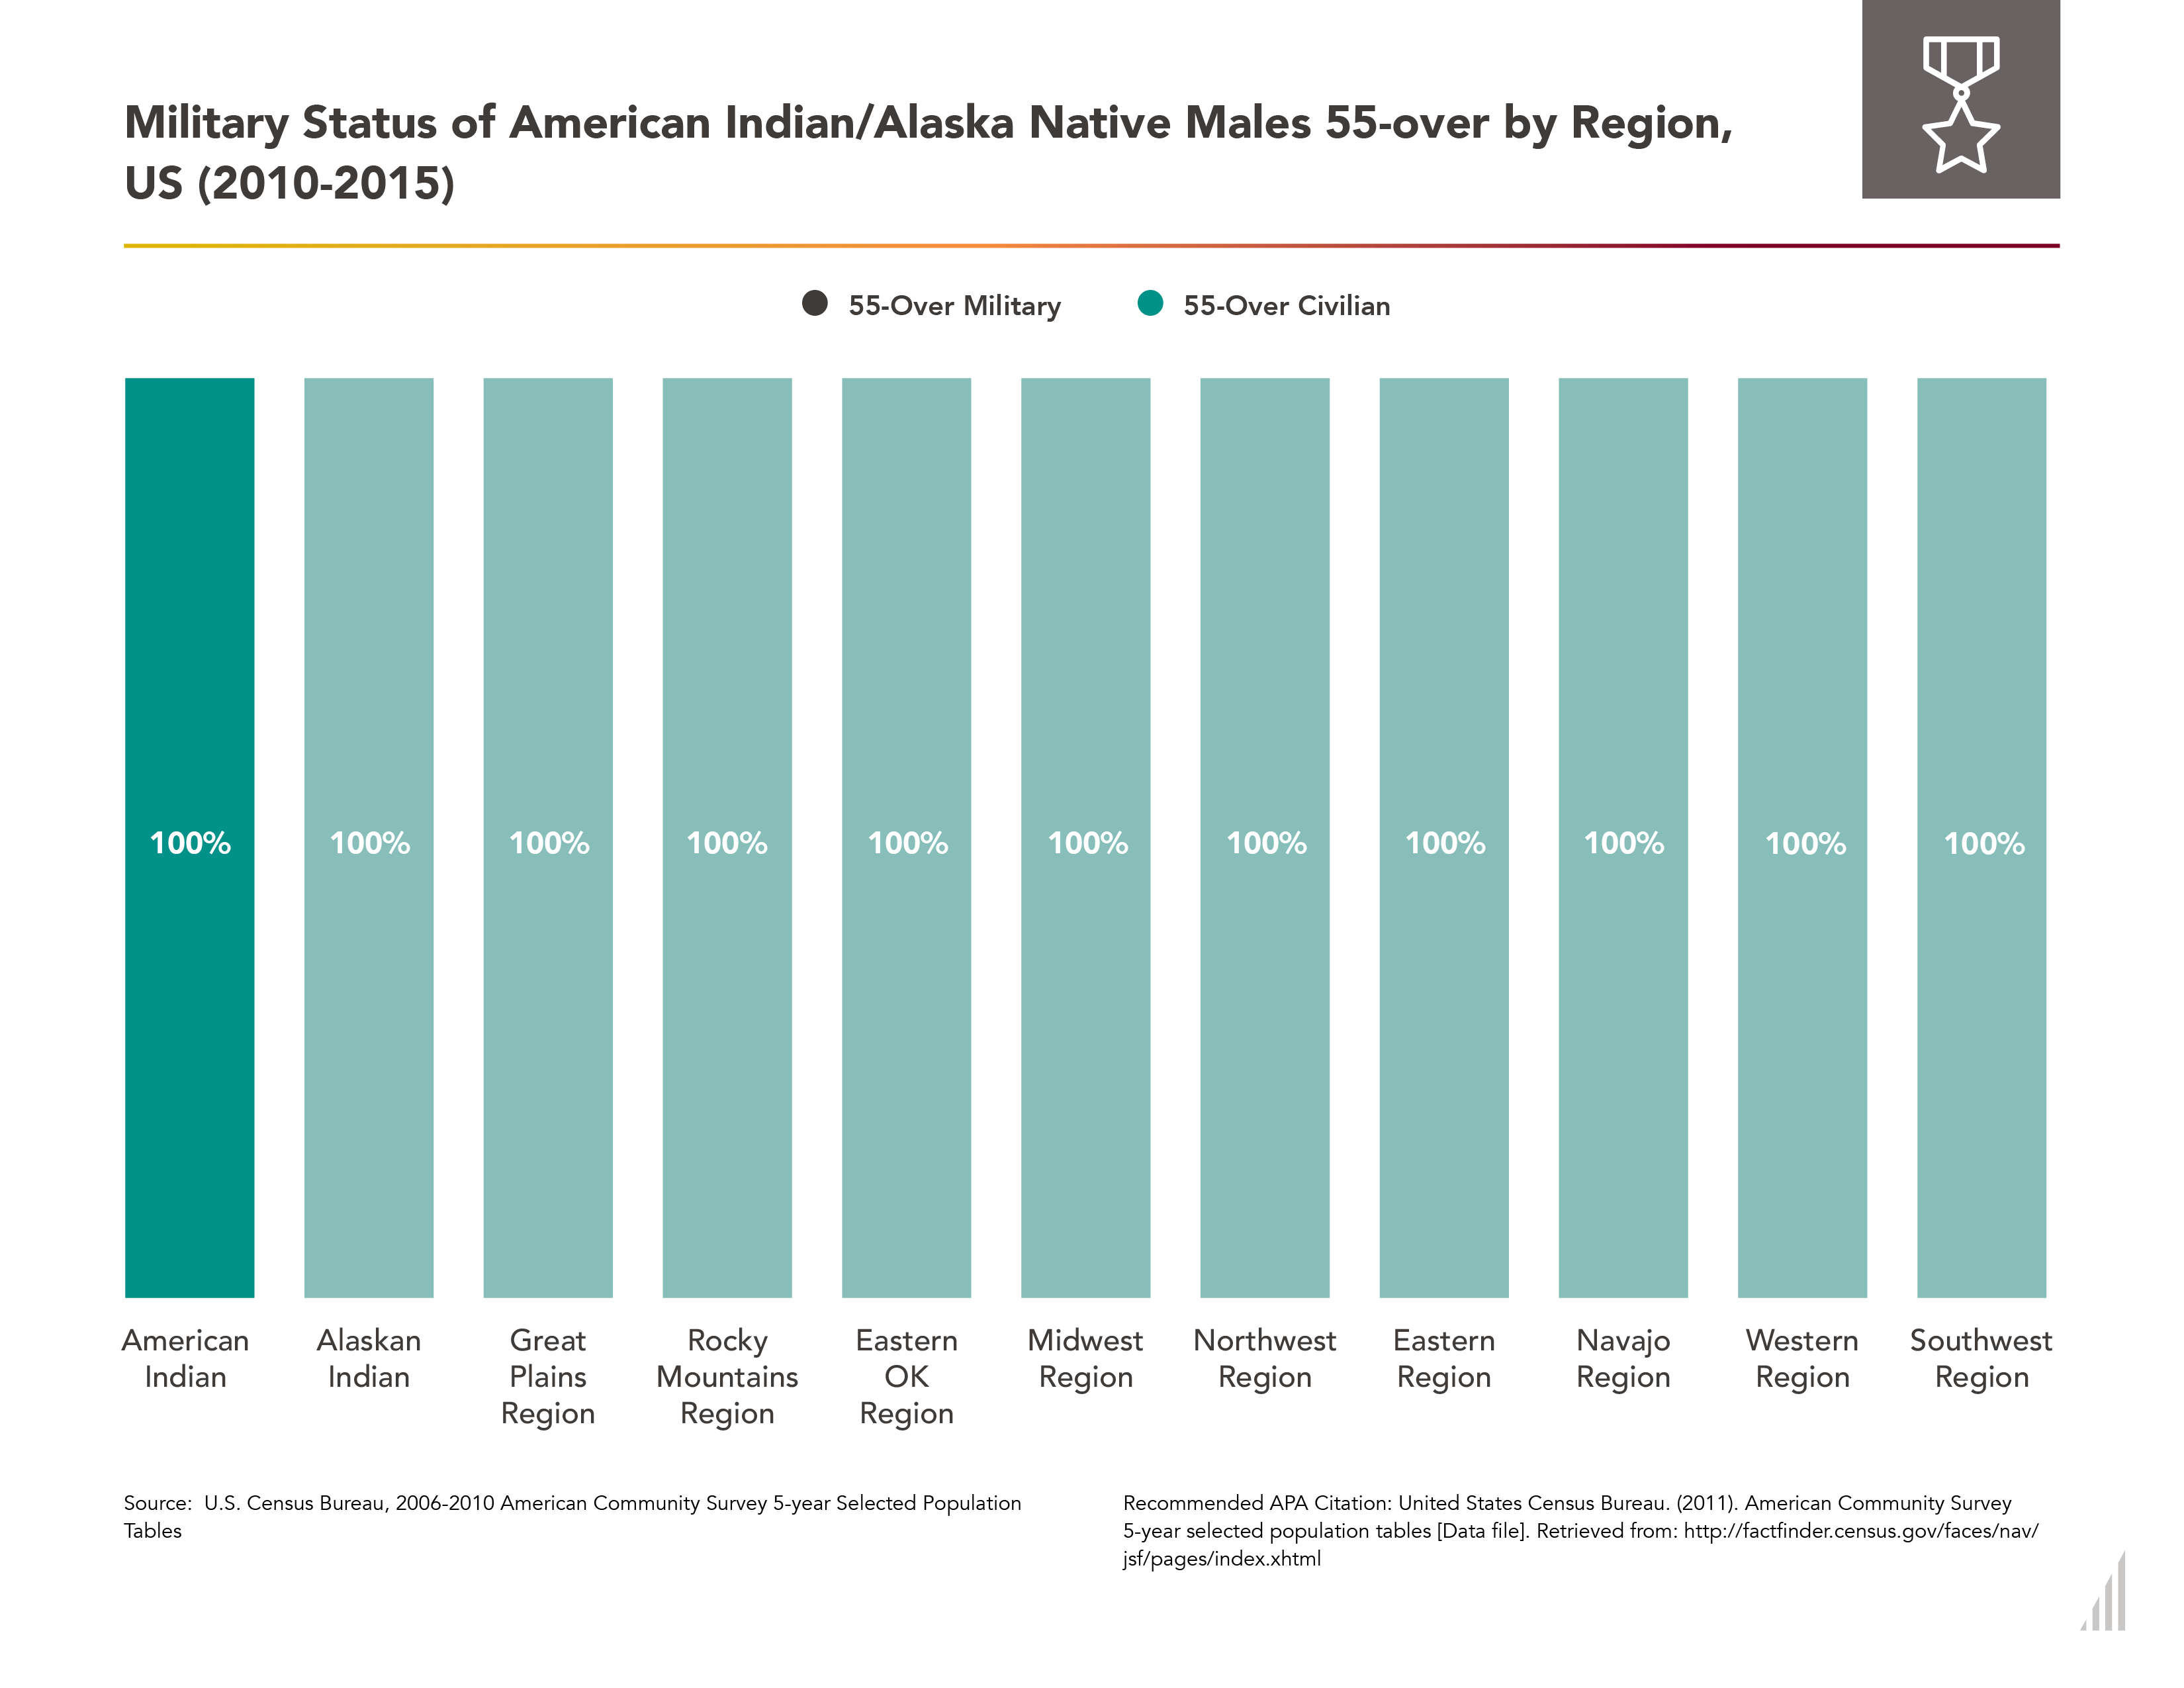 Military Status of American Indian/Alaska Native Males 55-over by Region,
US (2010-2015)
55-Over Military
55-Over Civilian
100%
100%
100%
100%
100%
100%
100%
100%
100%
100%
100%
American
Indian
Alaskan
Indian
Great
Plains
Region
Rocky
Mountains
Region
Eastern
OK
Region
Midwest
Region
Northwest
Region
Eastern
Region
Navajo
Region
Western
Region
Southwest
Region
Source:  U.S. Census Bureau, 2006-2010 American Community Survey 5-year Selected Population
Tables
Recommended APA Citation: United States Census Bureau. (2011). American Community Survey
5-year selected population tables [Data file]. Retrieved from: http://factfinder.census.gov/faces/nav/
jsf/pages/index.xhtml